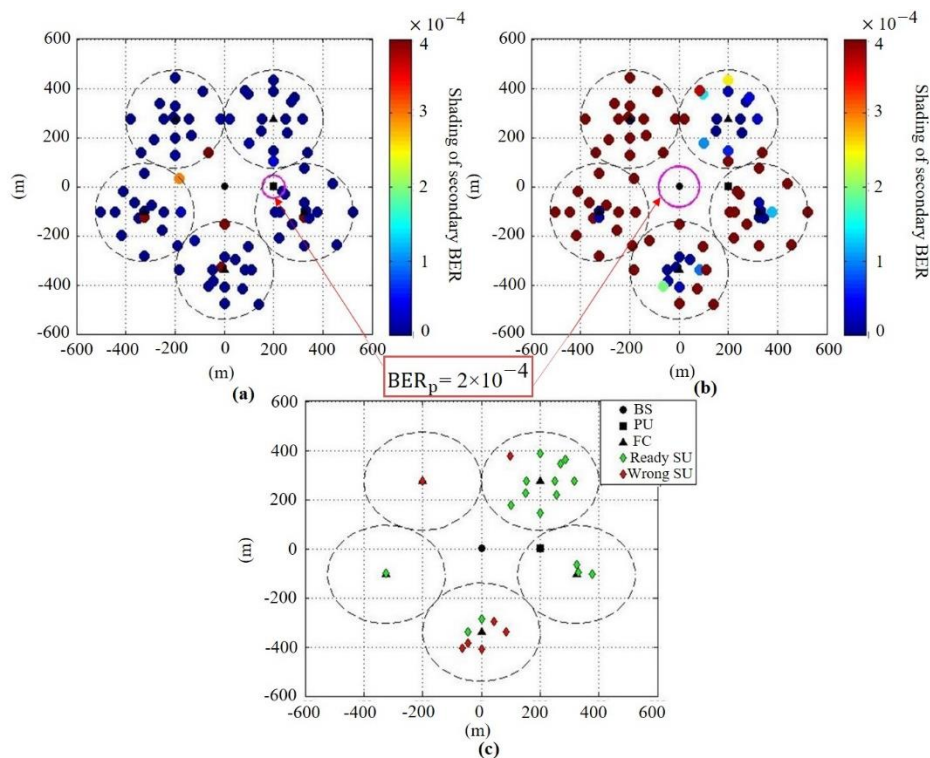 × 10⁻⁴
× 10⁻⁴
600
400
200
0
-200
-400
-600
-600 -400 -200 0 200 400 600
(m)
(m)
(a)
4
3
2
1
0
Shading of secondary BER
600
400
200
0
-200
-400
-600
-600 -400 -200 0 200 400 600
(m)
(m)
(b)
4
3
2
1
0
Shading of secondary BER
BERₚ= 2×10⁻⁴
600
400
200
0
-200
-400
-600
-600 -400 -200 0 200 400 600
(m)
(m)
(c)
BS
PU
FC
Ready SU
Wrong SU